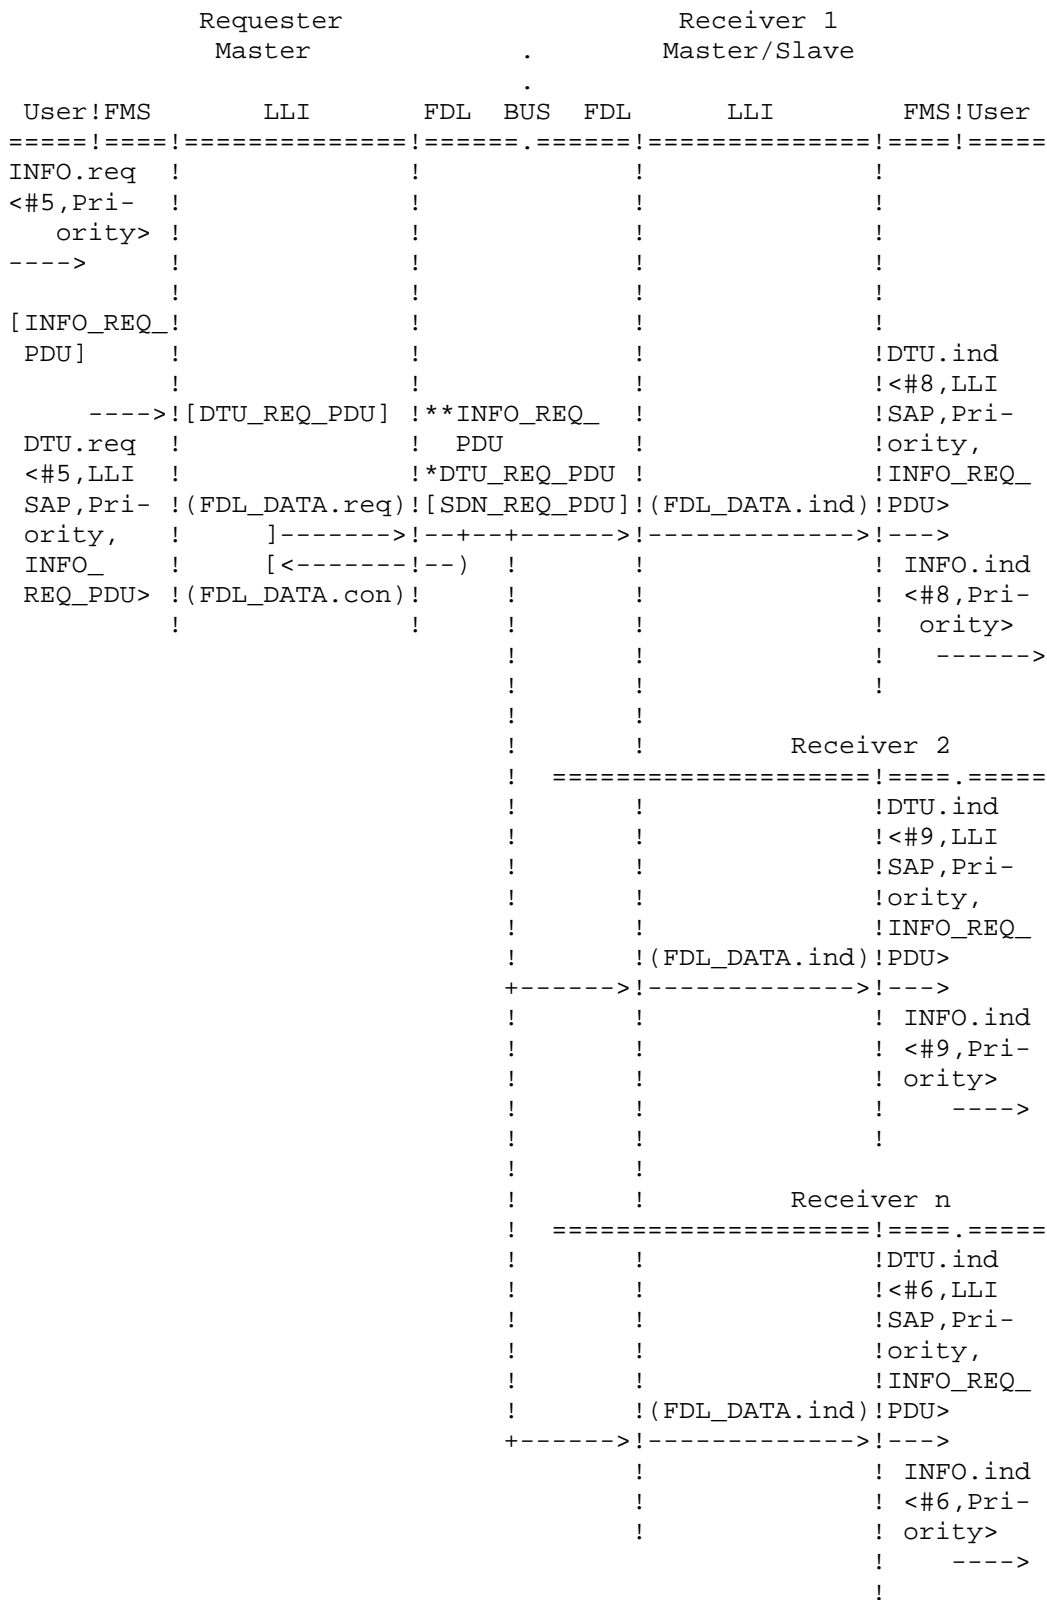 Requester                     Receiver 1
             Master             .        Master/Slave
                                .
 User!FMS       LLI       FDL  BUS  FDL      LLI         FMS!User
=====!====!==============!======.======!==============!====!=====
INFO.req  !              !             !              !
<#5,Pri-  !              !             !              !
   ority> !              !             !              !
---->     !              !             !              !
          !              !             !              !
[INFO_REQ_!              !             !              !
 PDU]     !              !             !              !DTU.ind
          !              !             !              !<#8,LLI
     ---->![DTU_REQ_PDU] !**INFO_REQ_  !              !SAP,Pri-
 DTU.req  !              !  PDU        !              !ority,
 <#5,LLI  !              !*DTU_REQ_PDU !              !INFO_REQ_
 SAP,Pri- !(FDL_DATA.req)![SDN_REQ_PDU]!(FDL_DATA.ind)!PDU>
 ority,   !     ]------->!--+--+------>!------------->!--->
 INFO_    !     [<-------!--)  !       !              ! INFO.ind
 REQ_PDU> !(FDL_DATA.con)!     !       !              ! <#8,Pri-
          !              !     !       !              !  ority>
                               !       !              !   ------>
                               !       !              !
                               !       !
                               !       !         Receiver 2
                               !  ====================!====.=====
                               !       !              !DTU.ind
                               !       !              !<#9,LLI
                               !       !              !SAP,Pri-
                               !       !              !ority,
                               !       !              !INFO_REQ_
                               !       !(FDL_DATA.ind)!PDU>
                               +------>!------------->!--->
                               !       !              ! INFO.ind
                               !       !              ! <#9,Pri-
                               !       !              ! ority>
                               !       !              !    ---->
                               !       !              !
                               !       !
                               !       !         Receiver n
                               !  ====================!====.=====
                               !       !              !DTU.ind
                               !       !              !<#6,LLI
                               !       !              !SAP,Pri-
                               !       !              !ority,
                               !       !              !INFO_REQ_
                               !       !(FDL_DATA.ind)!PDU>
                               +------>!------------->!--->
                                       !              ! INFO.ind
                                       !              ! <#6,Pri-
                                       !              ! ority>
                                                      !    ---->
                                                      !